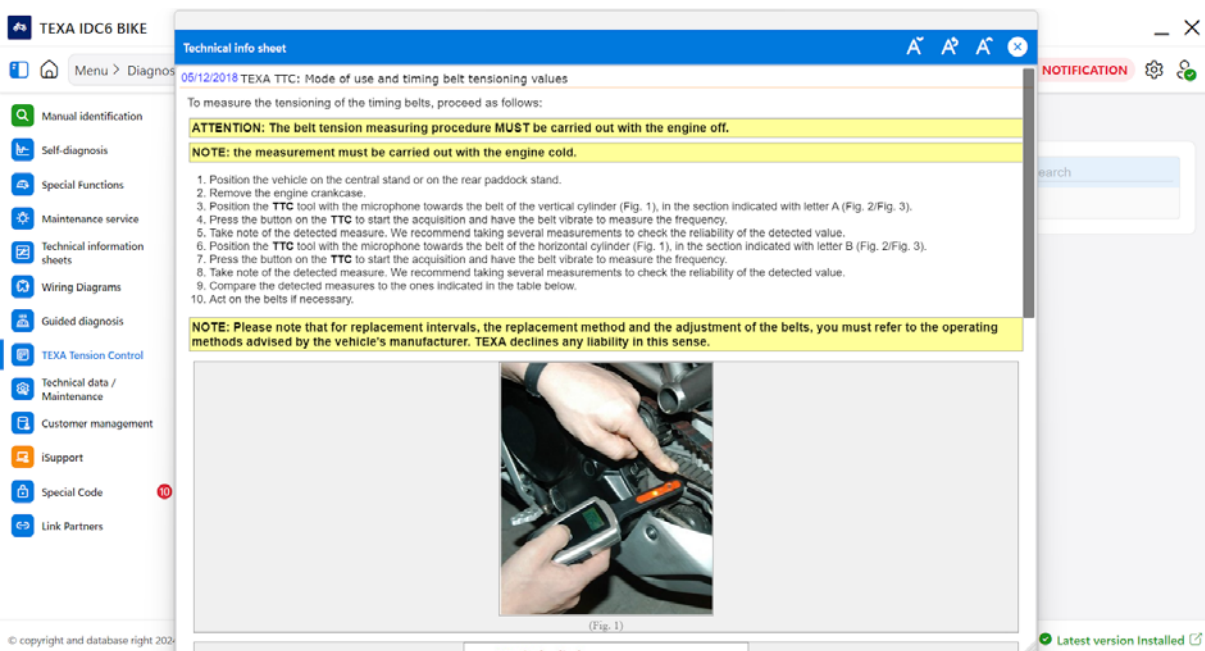 TEXA IDC6 BIKE
Technical info sheet
Menu > Diagnos
NOTIFICATION
05/12/2018 TEXA TTC: Mode of use and timing belt tensioning values
To measure the tensioning of the timing belts, proceed as follows:
ATTENTION: The belt tension measuring procedure MUST be carried out with the engine off.
NOTE: the measurement must be carried out with the engine cold.
1. Position the vehicle on the central stand or on the rear paddock stand.
2. Remove the engine crankcase.
3. Position the TTC tool with the microphone towards the belt of the vertical cylinder (Fig. 1), in the section indicated with letter A (Fig. 2/Fig. 3).
4. Press the button on the TTC to start the acquisition and have the belt vibrate to measure the frequency.
5. Take note of the detected measure. We recommend taking several measurements to check the reliability of the detected value.
6. Position the TTC tool with the microphone towards the belt of the horizontal cylinder (Fig. 1), in the section indicated with letter B (Fig. 2/Fig. 3).
7. Press the button on the TTC to start the acquisition and have the belt vibrate to measure the frequency.
8. Take note of the detected measure. We recommend taking several measurements to check the reliability of the detected value.
9. Compare the detected measures to the ones indicated in the table below.
10. Act on the belts if necessary.
NOTE: Please note that for replacement intervals, the replacement method and the adjustment of the belts, you must refer to the operating
methods advised by the vehicle's manufacturer. TEXA declines any liability in this sense.
(Fig. 1)
Manual identification
Self-diagnosis
Special Functions
Maintenance service
Technical information
sheets
Wiring Diagrams
Guided diagnosis
TEXA Tension Control
Technical data /
Maintenance
Customer management
iSupport
Special Code
10
Link Partners
earch
© copyright and database right 202
Latest version Installed